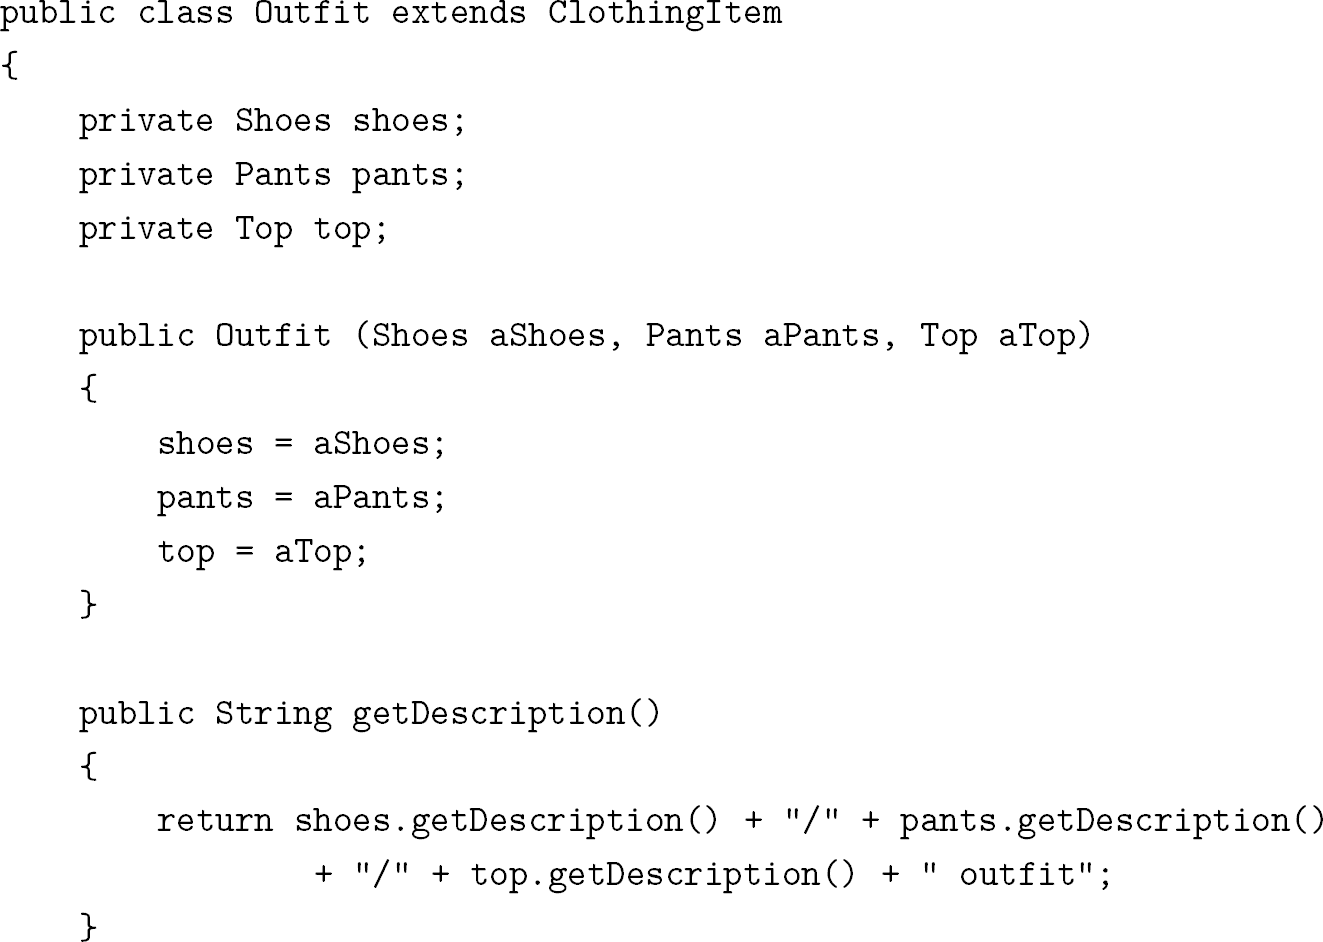 public class Outfit extends ClothingItem
{
    private Shoes shoes;
    private Pants pants;
    private Top top;

    public Outfit (Shoes aShoes, Pants aPants, Top aTop)
    {
        shoes = aShoes;
        pants = aPants;
        top = aTop;
    }

    public String getDescription()
    {
        return shoes.getDescription() + "/" + pants.getDescription()
                + "/" + top.getDescription() + " outfit";
    }